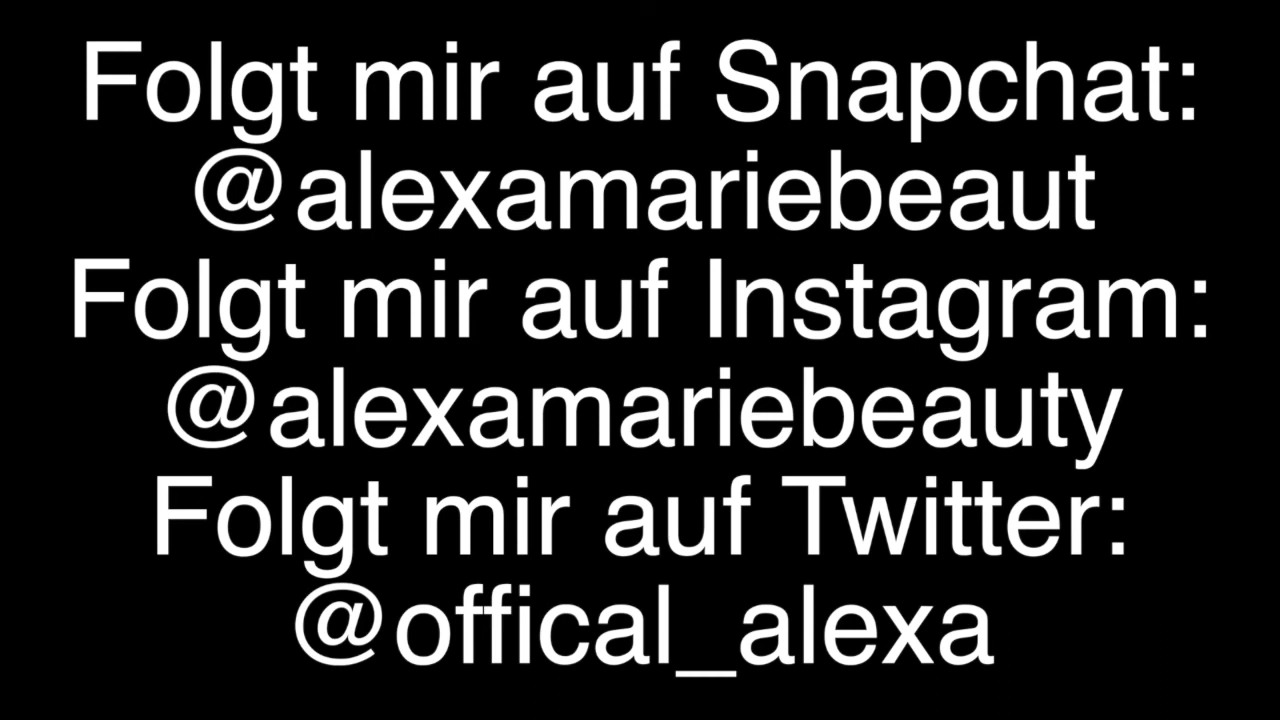 Folgt mir auf Snapchat:
@alexamariebeaut
Folgt mir auf Instagram:
@alexamariebeauty
Folgt mir auf Twitter:
@offical_alexa